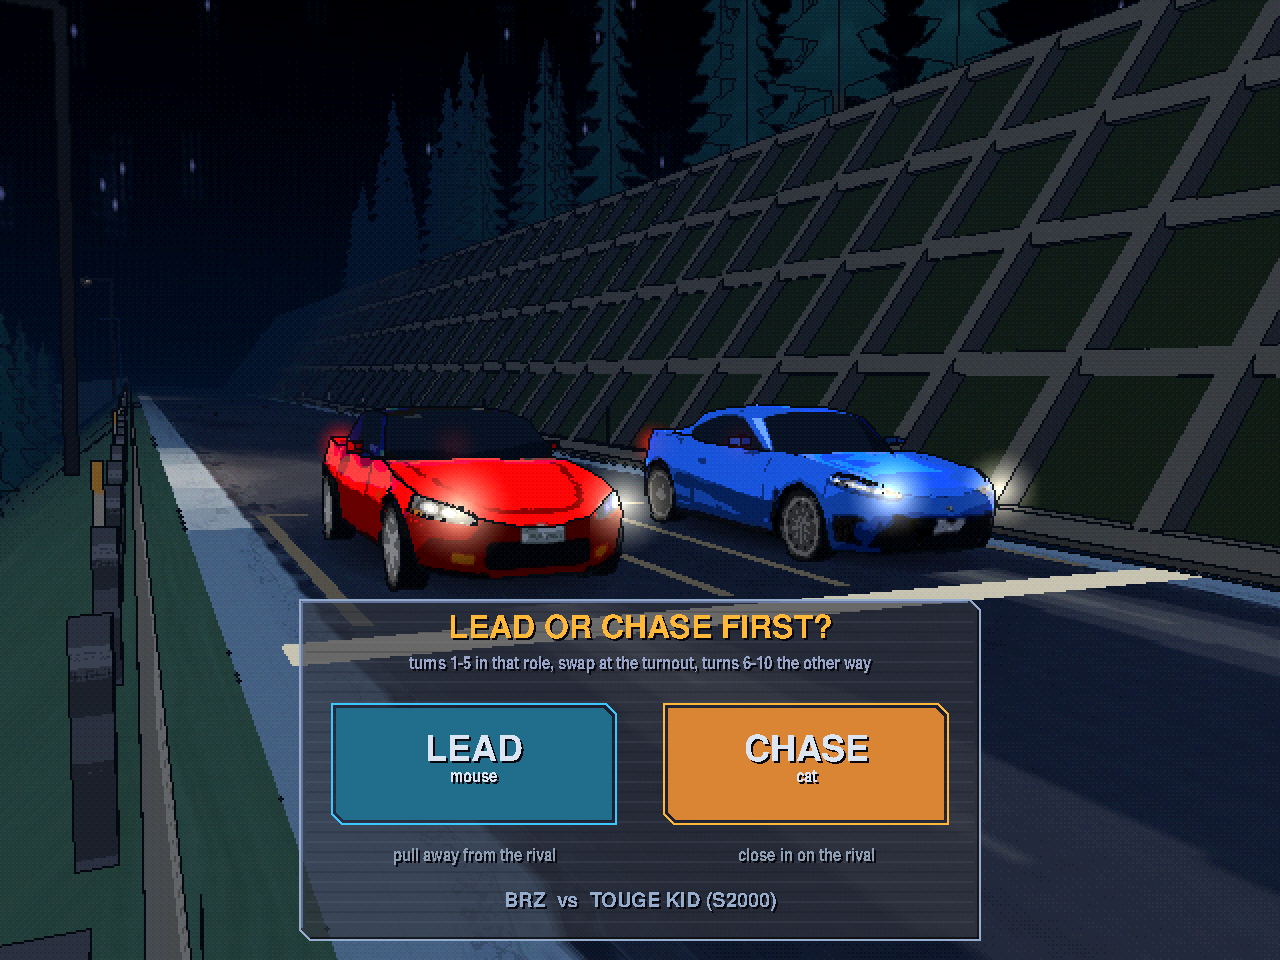 LEAD OR CHASE FIRST?
turns 1-5 in that role, swap at the turnout, turns 6-10 the other way
LEAD
mouse
CHASE
cat
pull away from the rival
close in on the rival
BRZ vs TOUGE KID (S2000)